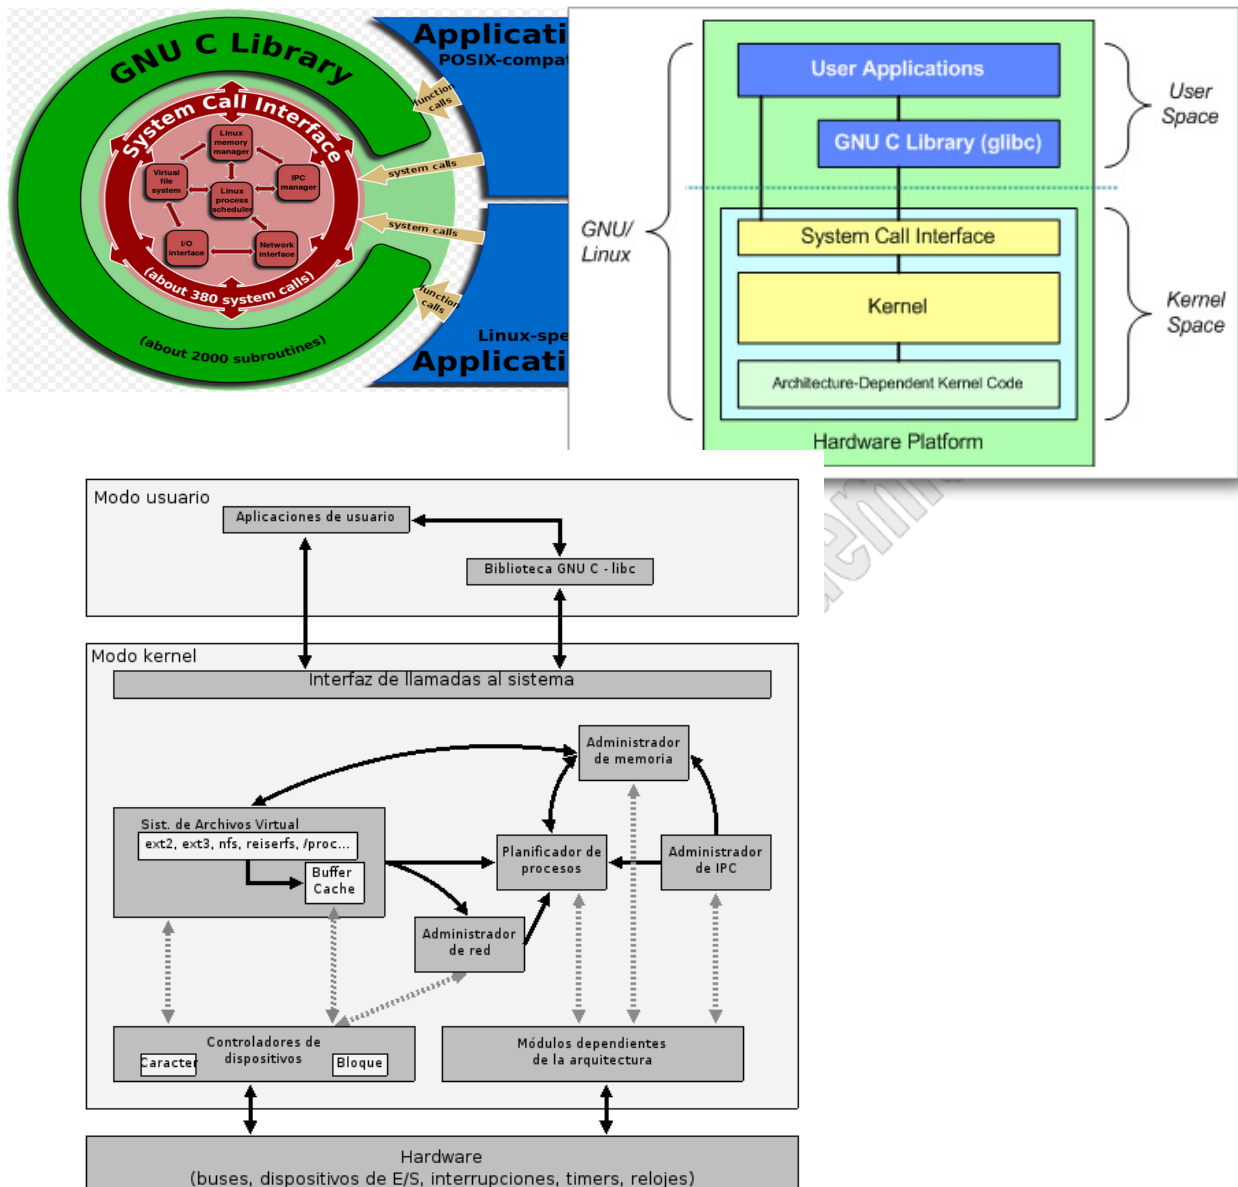 GNU C Library
System Call Interface
Linux
memory
manager
Virtual
file
system
IPC
manager
Linux
process
scheduler
I/O
interface
Network
interface
(about 380 system calls)
(about 2000 subroutines)
function
calls
system calls
system calls
function
calls
Applicati
POSIX-compat
Linux-spe
Applicati
User Applications
GNU C Library (glibc)
User
Space
GNU/
Linux
System Call Interface
Kernel
Architecture-Dependent Kernel Code
Kernel
Space
Hardware Platform
Modo usuario
Aplicaciones de usuario
Biblioteca GNU C - libc
Modo kernel
Interfaz de llamadas al sistema
Administrador
de memoria
Sist. de Archivos Virtual
ext2, ext3, nfs, reiserfs, /proc...
Buffer
Cache
Planificador de
procesos
Administrador
de IPC
Administrador
de red
Controladores de
dispositivos
Caracter
Bloque
Módulos dependientes
de la arquitectura
Hardware
(buses, dispositivos de E/S, interrupciones, timers, relojes)